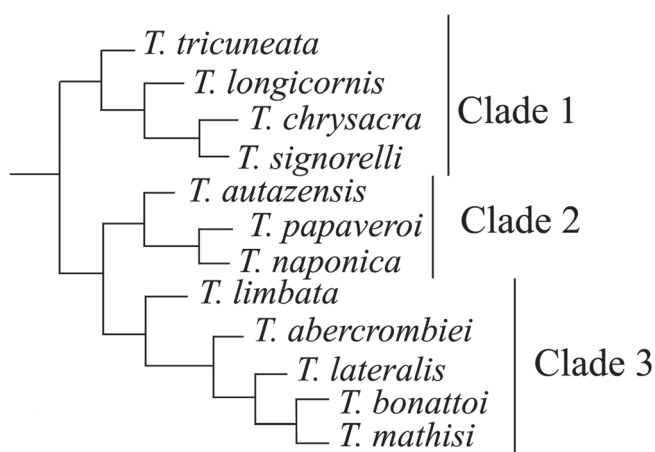 T. tricuneata
T. longicornis
T. chrysacra
Clade 1
T. signorelli
T. autazensis
T. papaveroi
Clade 2
T. naponica
T. limbata
T. abercrombiei
T. lateralis
Clade 3
T. bonattoi
T. mathisi